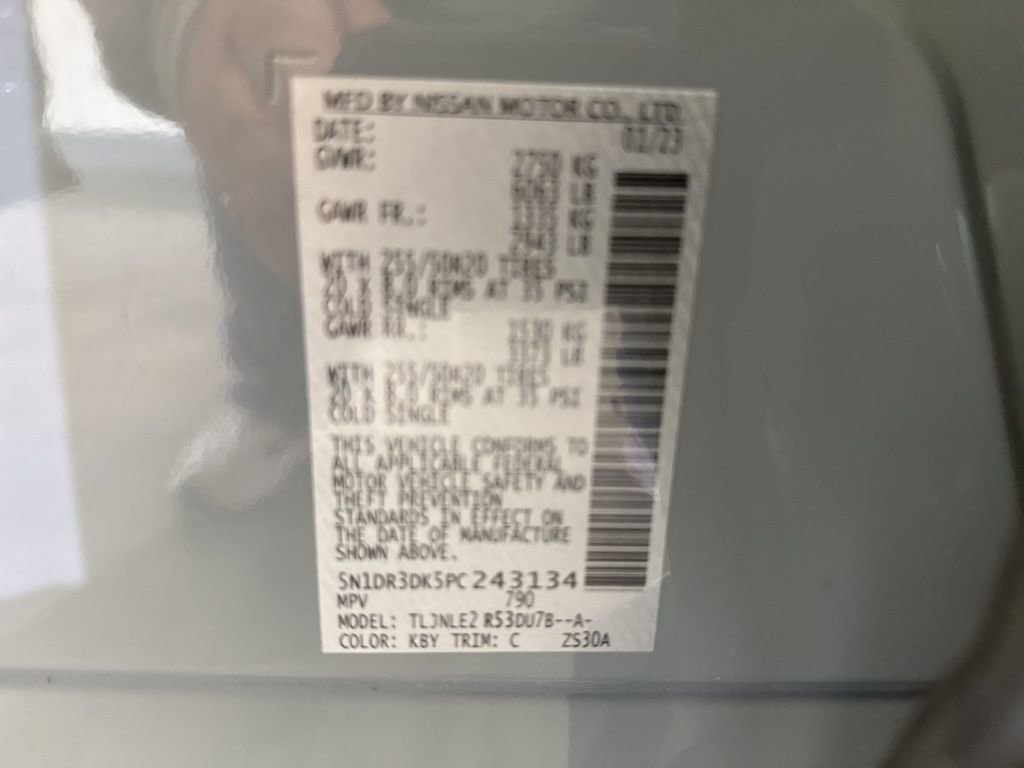 MFD BY NISSAN MOTOR CO., LTD
DATE: 01/23
GVWR: 2750 KG
6063 LB
GAWR FR.: KG
2943 LB
WITH 255/50R20 TIRES
20 X 8.0 RIMS AT 35 PSI
COLD SINGLE
GAWR RR.: 1530 KG
3373 LB
WITH 255/50R20 TIRES
20 X 8.0 RIMS AT 35 PSI
COLD SINGLE
THIS VEHICLE CONFORMS TO
ALL APPLICABLE FEDERAL
MOTOR VEHICLE SAFETY AND
THEFT PREVENTION
STANDARDS IN EFFECT ON
THE DATE OF MANUFACTURE
SHOWN ABOVE.
5N1DR3DK5PC243134
MPV 790
MODEL: TLJNLE2 R53DU7B--A-
COLOR: KBY TRIM: C ZS30A